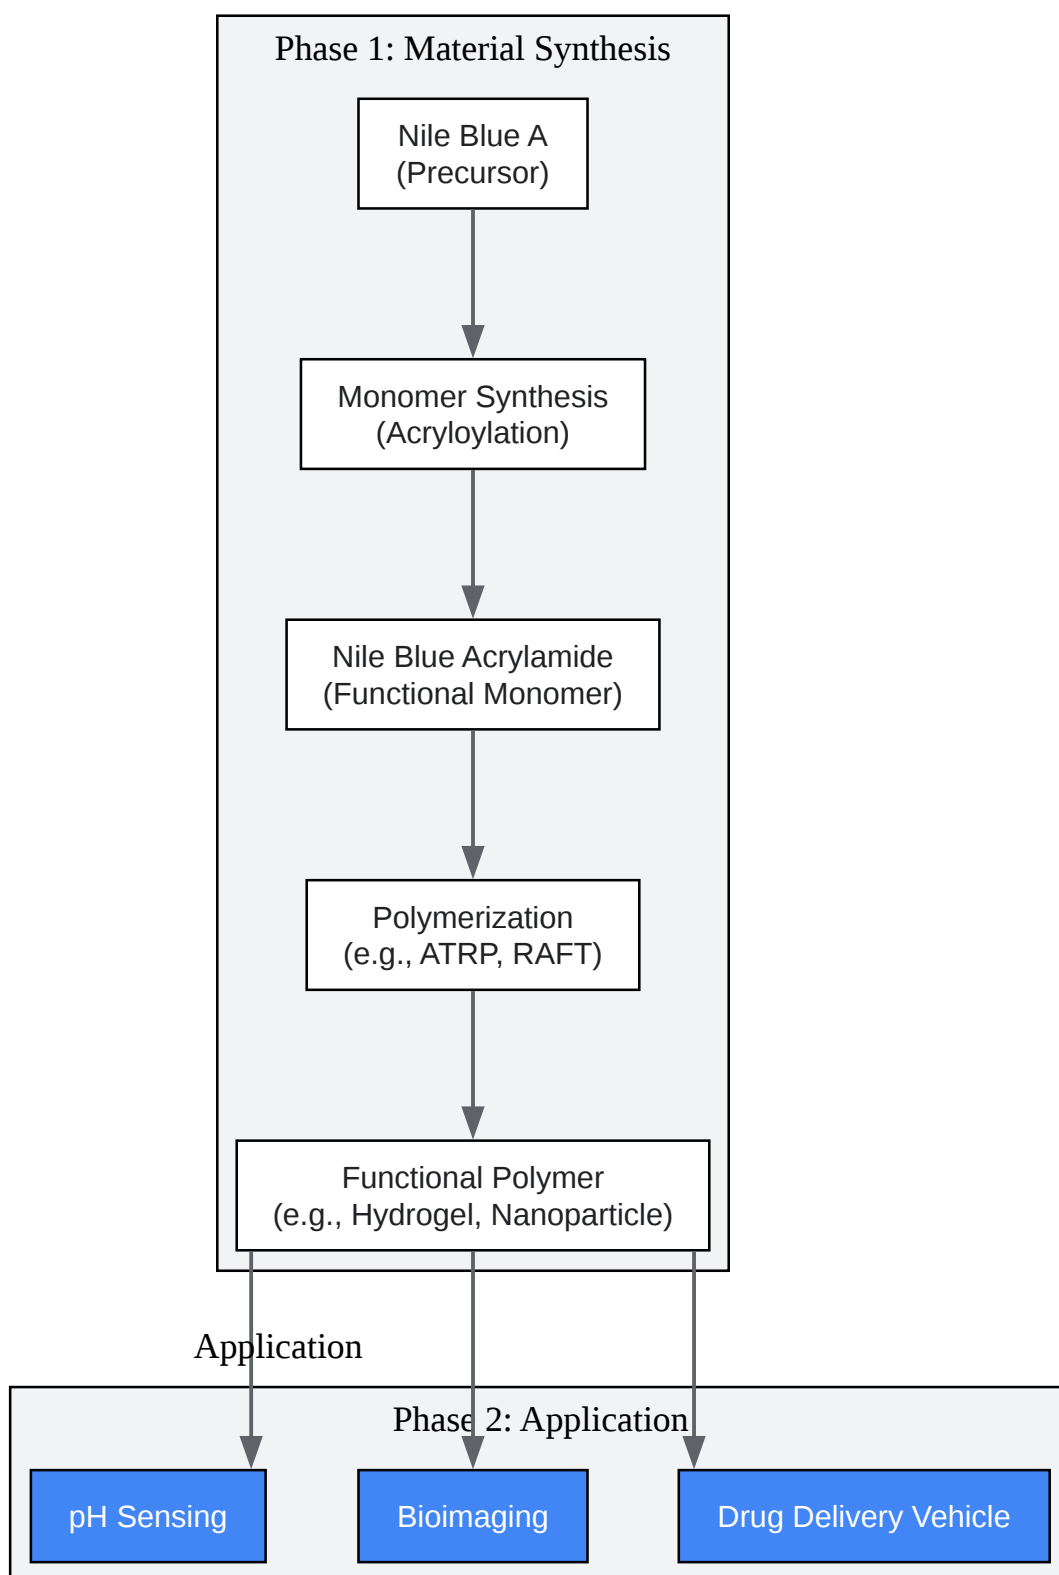 Phase 1: Material Synthesis
Nile Blue A
(Precursor)
Monomer Synthesis
(Acryloylation)
Nile Blue Acrylamide
(Functional Monomer)
Polymerization
(e.g., ATRP, RAFT)
Functional Polymer
(e.g., Hydrogel, Nanoparticle)
Application
Phase 2: Application
pH Sensing
Bioimaging
Drug Delivery Vehicle